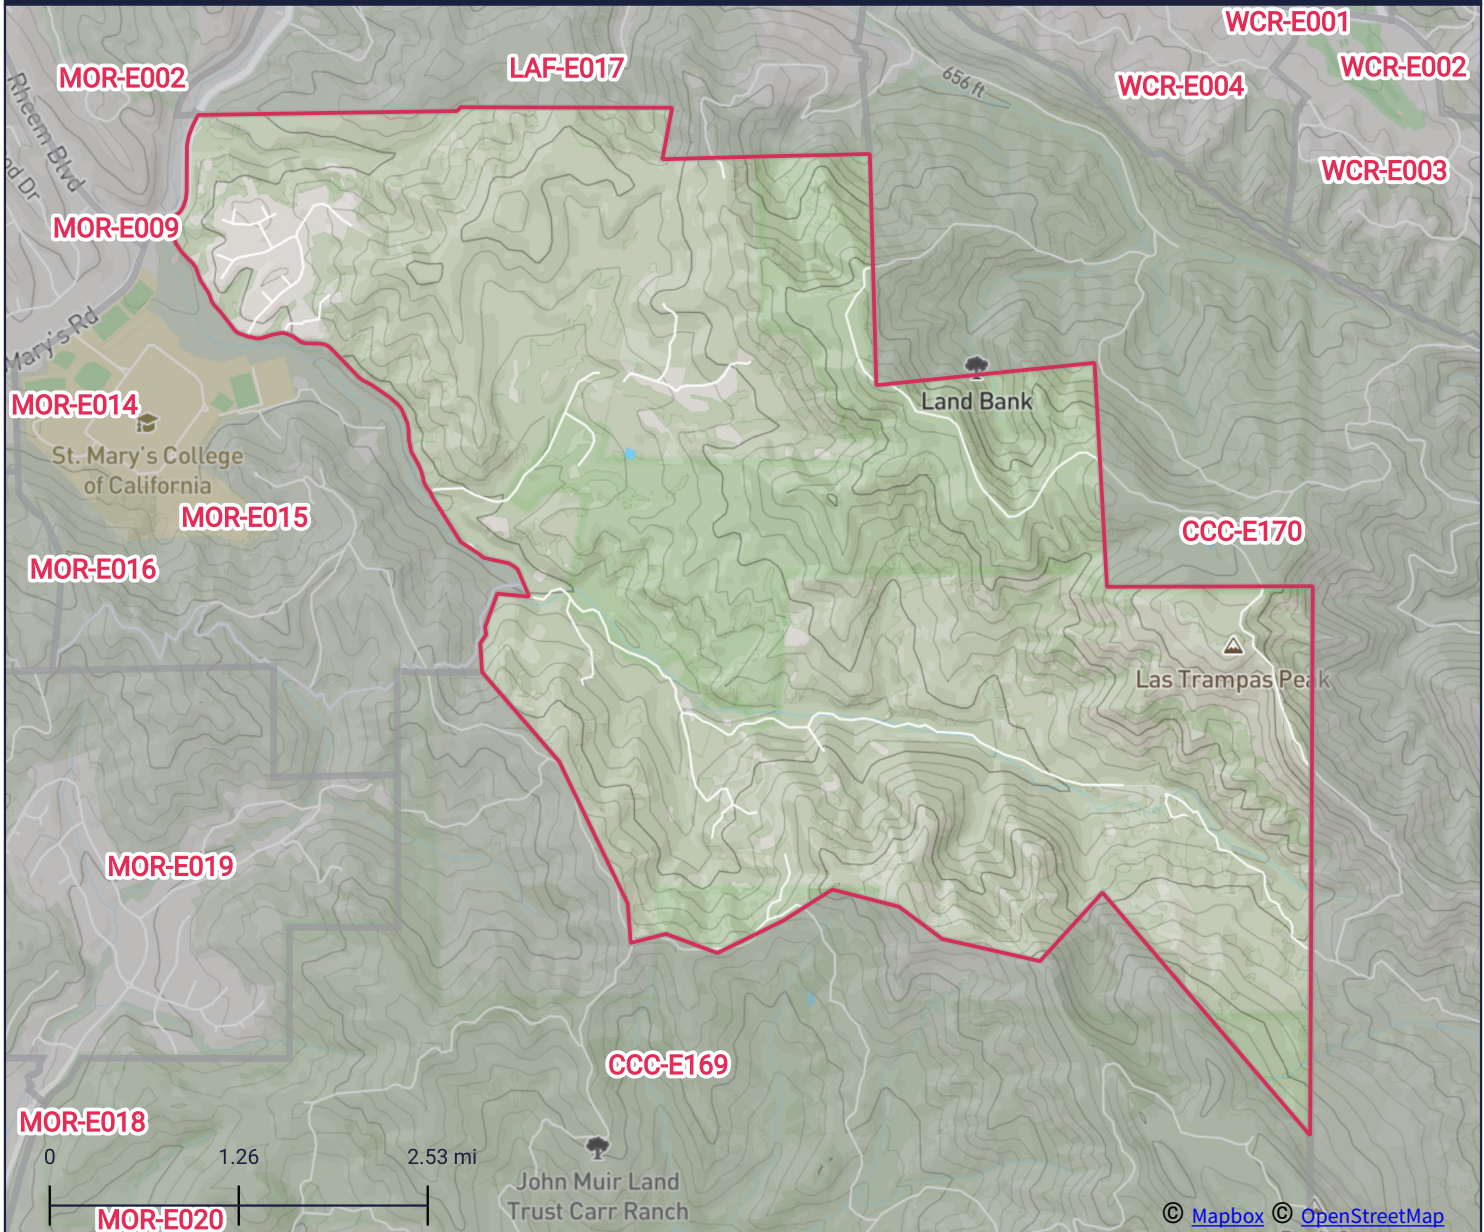 WCR-E001
MOR-E002
LAF-E017
WCR-E002
656 ft
WCR-E004
Rheem Blvd
od Dr
WCR-E003
MOR-E009
Mary's Rd
Land Bank
MOR-E014
St. Mary's College
of California
MOR-E015
CCC-E170
MOR-E016
Las Trampas Peak
MOR-E019
CCC-E169
MOR-E018
0 1.26 2.53 mi
John Muir Land
Trust Carr Ranch
MOR-E020
© Mapbox © OpenStreetMap